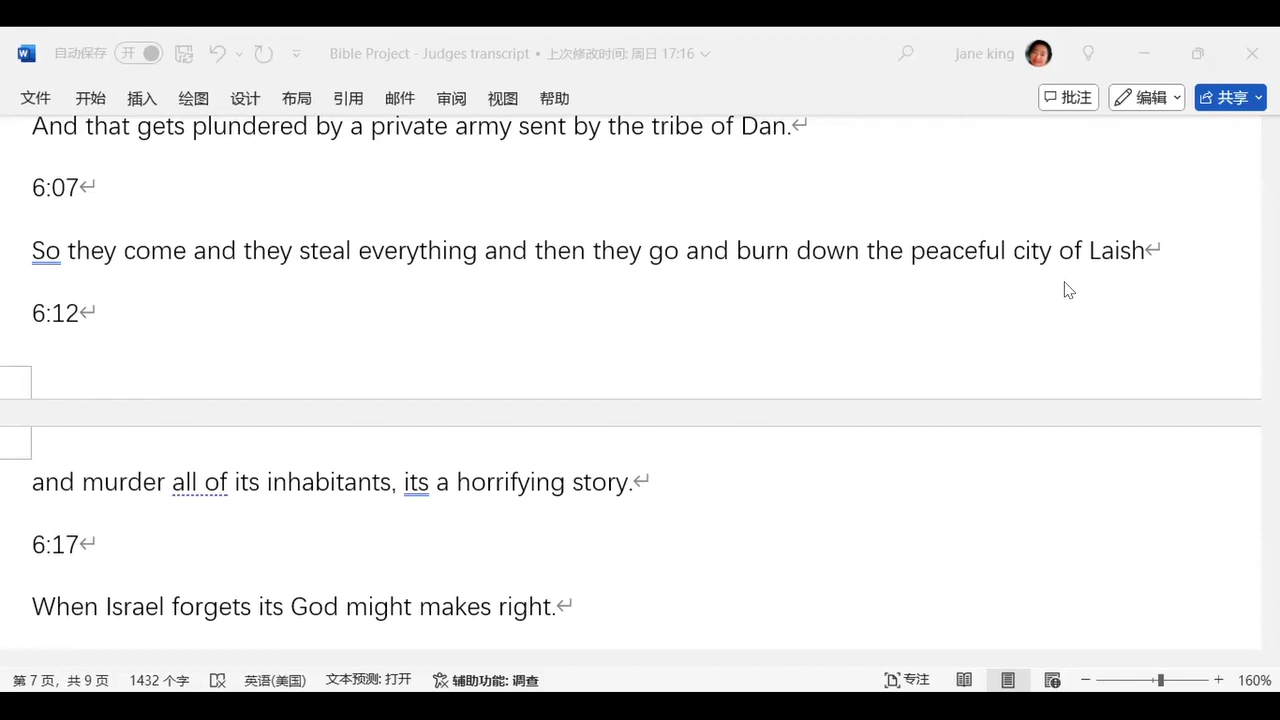 自动保存 开 Bible Project - Judges transcript • 上次修改时间: 周日 17:16 jane king
文件 开始 插入 绘图 设计 布局 引用 邮件 审阅 视图 帮助 批注 编辑 共享
And that gets plundered by a private army sent by the tribe of Dan.
6:07
So they come and they steal everything and then they go and burn down the peaceful city of Laish
6:12
and murder all of its inhabitants, its a horrifying story.
6:17
When Israel forgets its God might makes right.
第 7 页，共 9 页 1432 个字 英语(美国) 文本预测: 打开 辅助功能: 调查 专注 160%